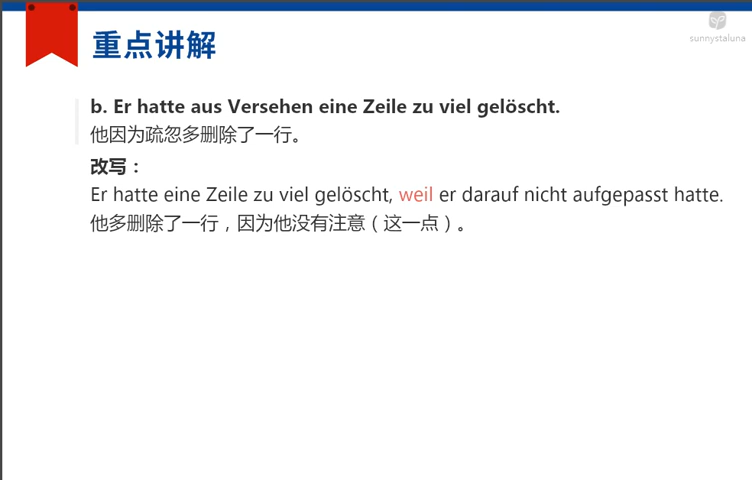 重点讲解
sunnystaluna
b. Er hatte aus Versehen eine Zeile zu viel gelöscht.
他因为疏忽多删除了一行。
改写：
Er hatte eine Zeile zu viel gelöscht, weil er darauf nicht aufgepasst hatte.
他多删除了一行，因为他没有注意（这一点）。